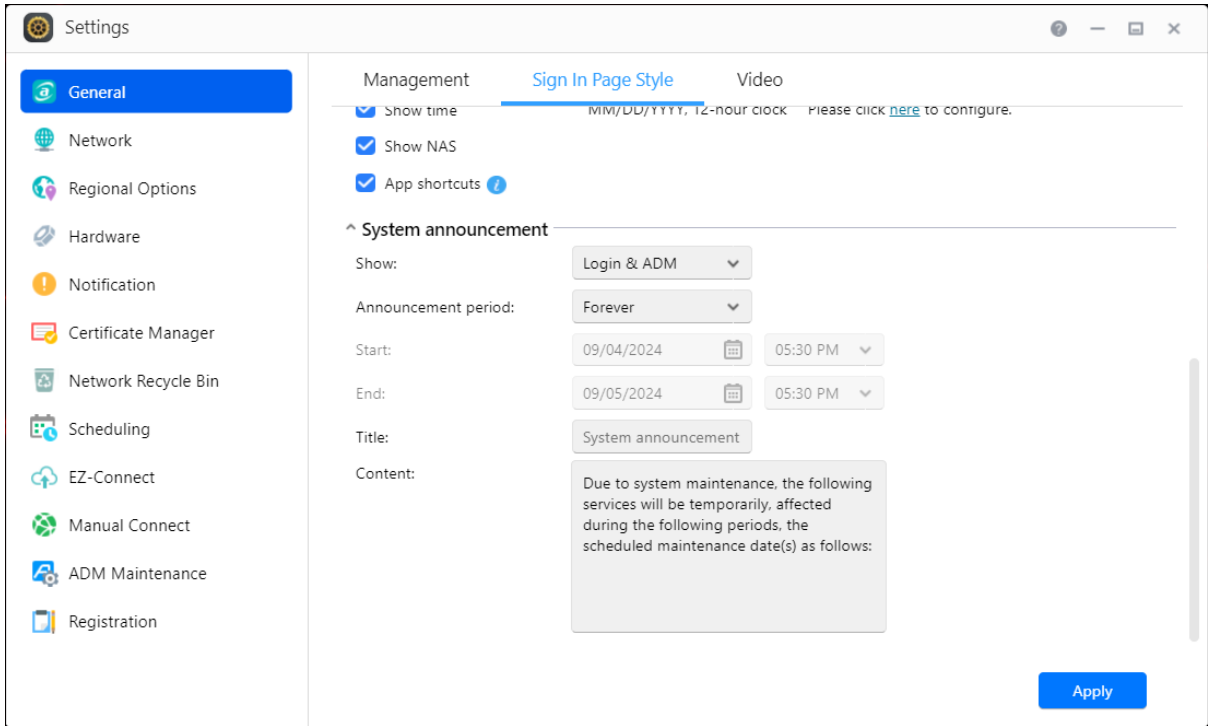 Settings
General
Network
Regional Options
Hardware
Notification
Certificate Manager
Network Recycle Bin
Scheduling
EZ-Connect
Manual Connect
ADM Maintenance
Registration
Management Sign In Page Style Video
Show time MM/DD/YYYY, 12-hour clock Please click here to configure.
Show NAS
App shortcuts
System announcement
Show: Login & ADM
Announcement period: Forever
Start: 09/04/2024 05:30 PM
End: 09/05/2024 05:30 PM
Title: System announcement
Content:
Due to system maintenance, the following
services will be temporarily, affected
during the following periods, the
scheduled maintenance date(s) as follows:
Apply